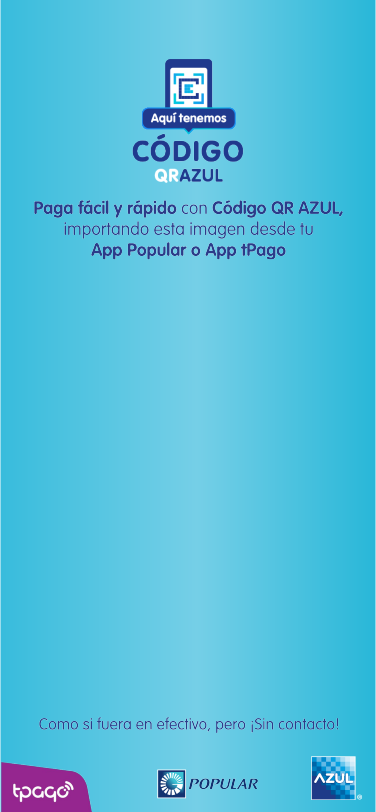 Aquí tenemos
CÓDIGO
QRAZUL
Paga fácil y rápido con Código QR AZUL,
importando esta imagen desde tu
App Popular o App tPago
Como si fuera en efectivo, pero ¡Sin contacto!
tpago
POPULAR
AZUL
®